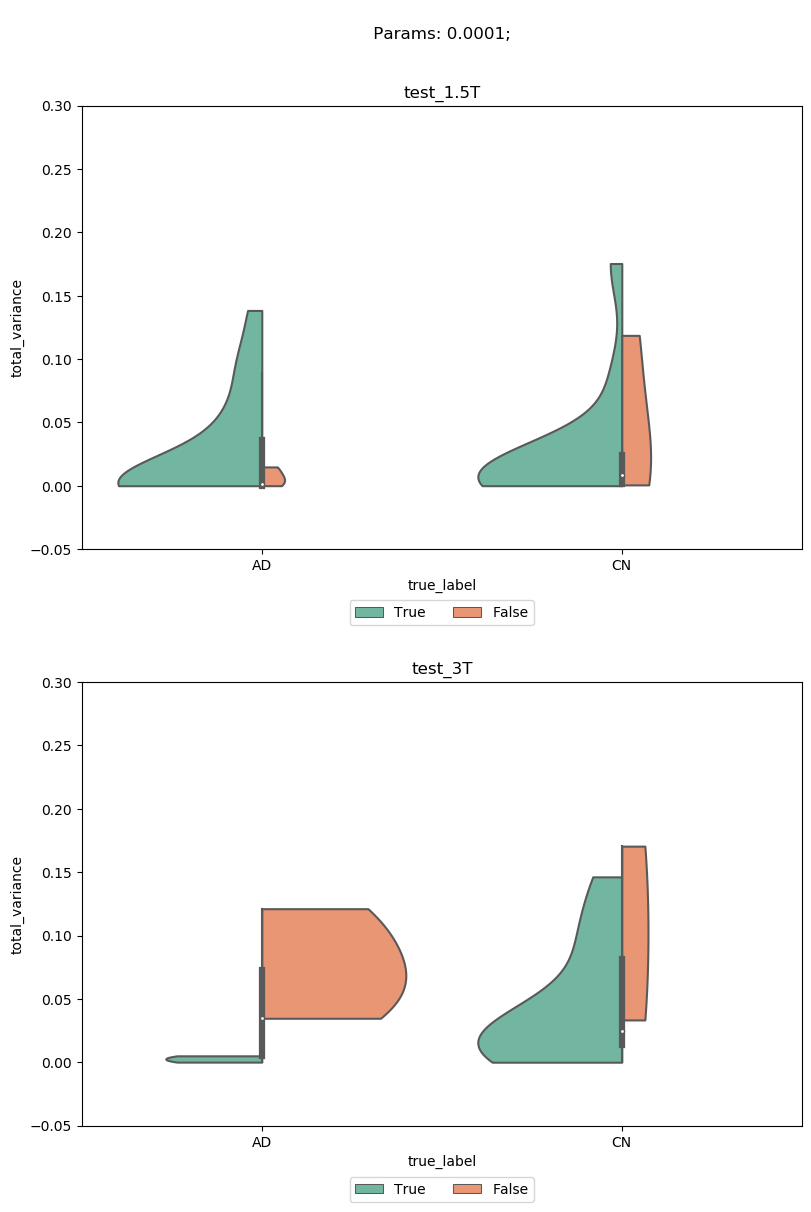 Params: 0.0001;
test_1.5T
0.30
0.25
0.20
0.15
0.10
0.05
0.00
−0.05
total_variance
AD CN
true_label
True False
test_3T
0.30
0.25
0.20
0.15
0.10
0.05
0.00
−0.05
total_variance
AD CN
true_label
True False